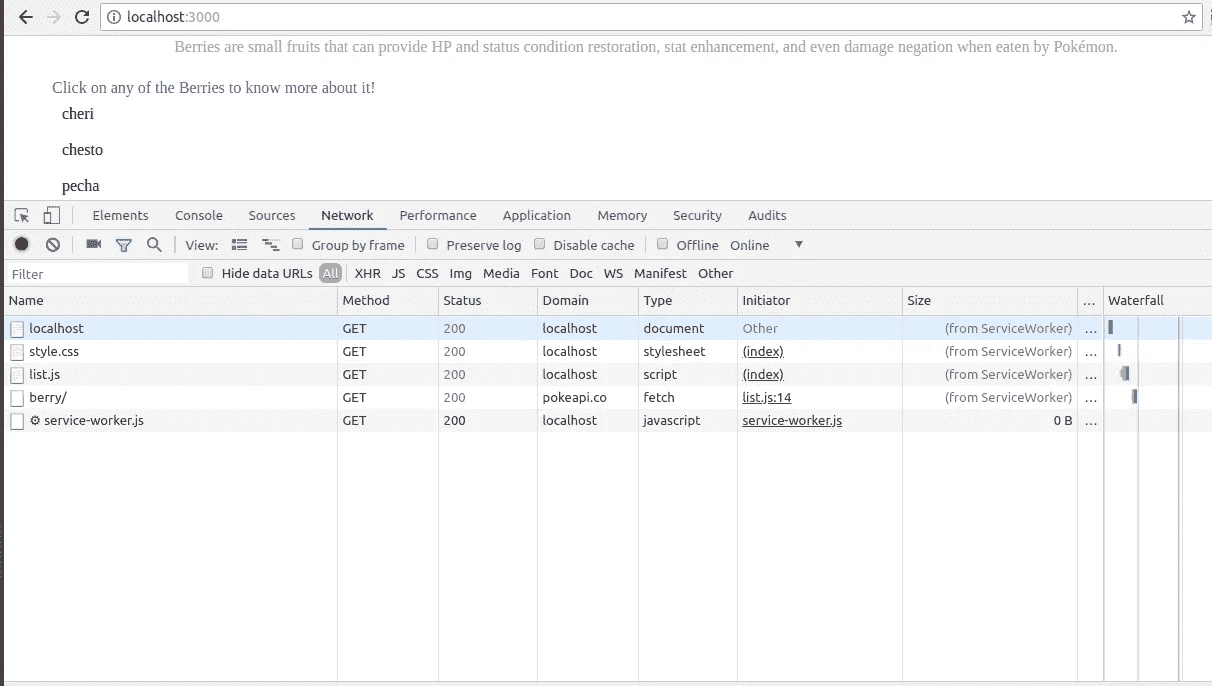 localhost:3000
Berries are small fruits that can provide HP and status condition restoration, stat enhancement, and even damage negation when eaten by Pokémon.
Click on any of the Berries to know more about it!
cheri
chesto
pecha
Elements Console Sources Network Performance Application Memory Security Audits
View: Group by frame Preserve log Disable cache Offline Online
Filter Hide data URLs All XHR JS CSS Img Media Font Doc WS Manifest Other
Name Method Status Domain Type Initiator Size ... Waterfall
localhost GET 200 localhost document Other (from ServiceWorker) ...
style.css GET 200 localhost stylesheet (index) (from ServiceWorker) ...
list.js GET 200 localhost script (index) (from ServiceWorker) ...
berry/ GET 200 pokeapi.co fetch list.js:14 (from ServiceWorker) ...
service-worker.js GET 200 localhost javascript service-worker.js 0 B ...